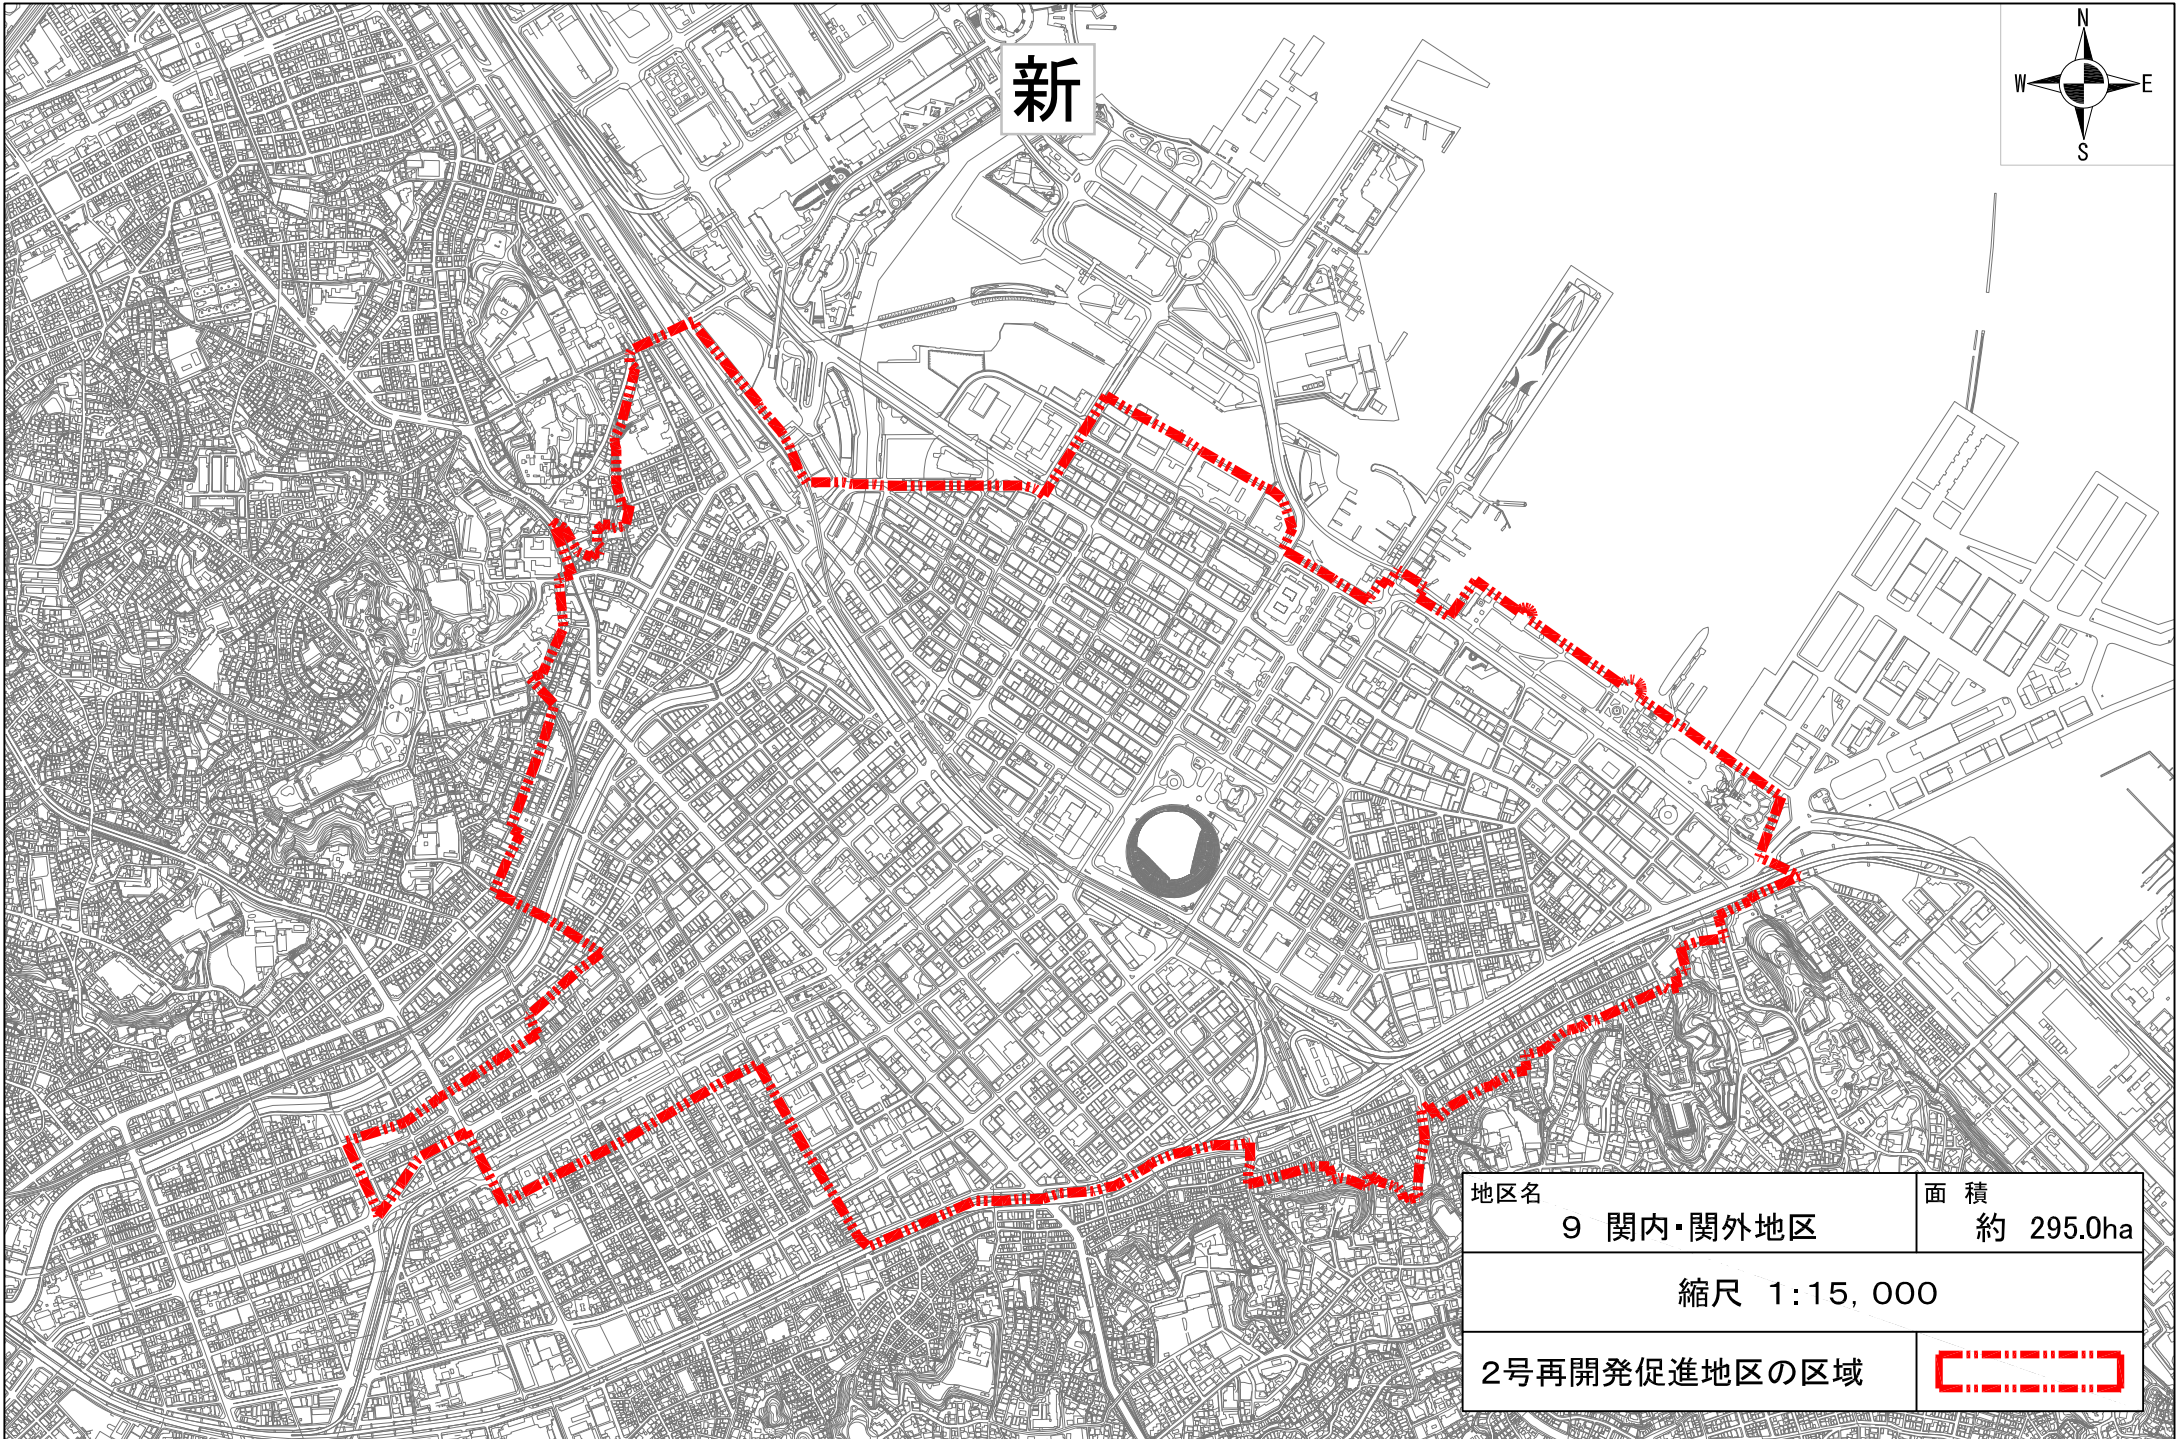 新
N
W E
S
地区名
9 関内・関外地区
面 積
約 295.0ha
縮尺 1:15,000
2号再開発促進地区の区域